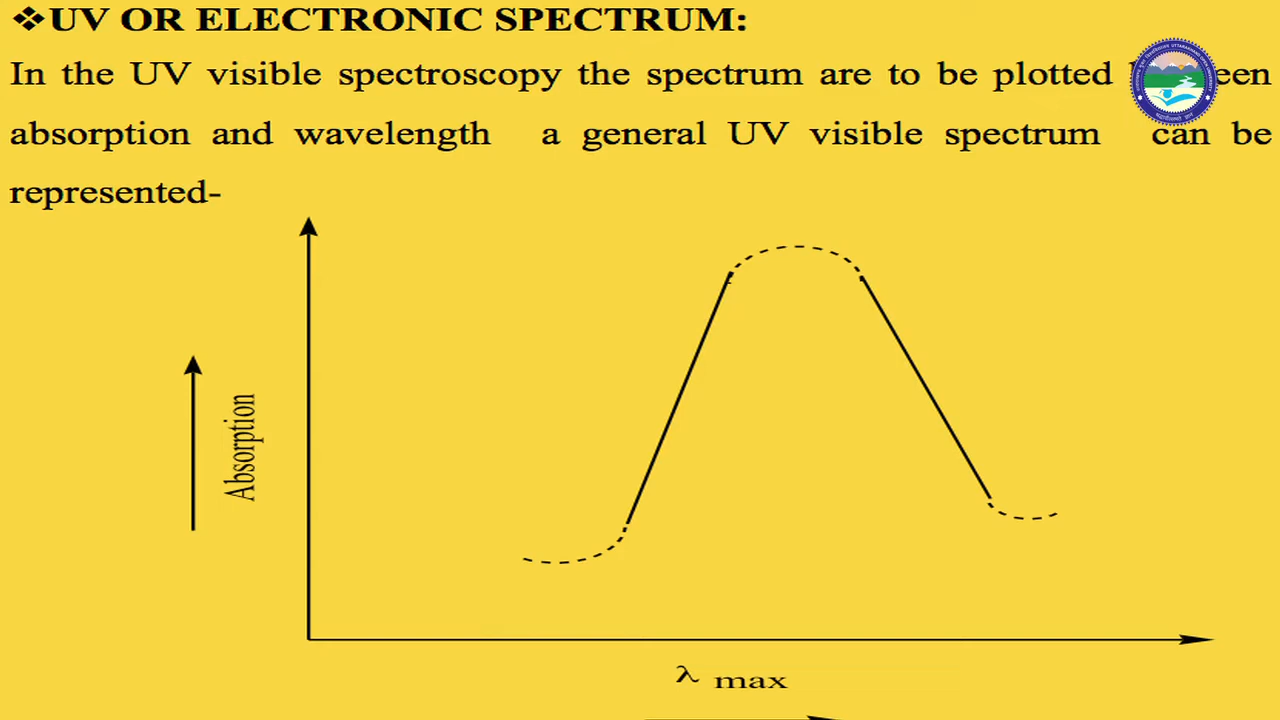 ❖UV OR ELECTRONIC SPECTRUM:
In the UV visible spectroscopy the spectrum are to be plotted
absorption and wavelength a general UV visible spectrum can be
represented-
Absorption
λ max